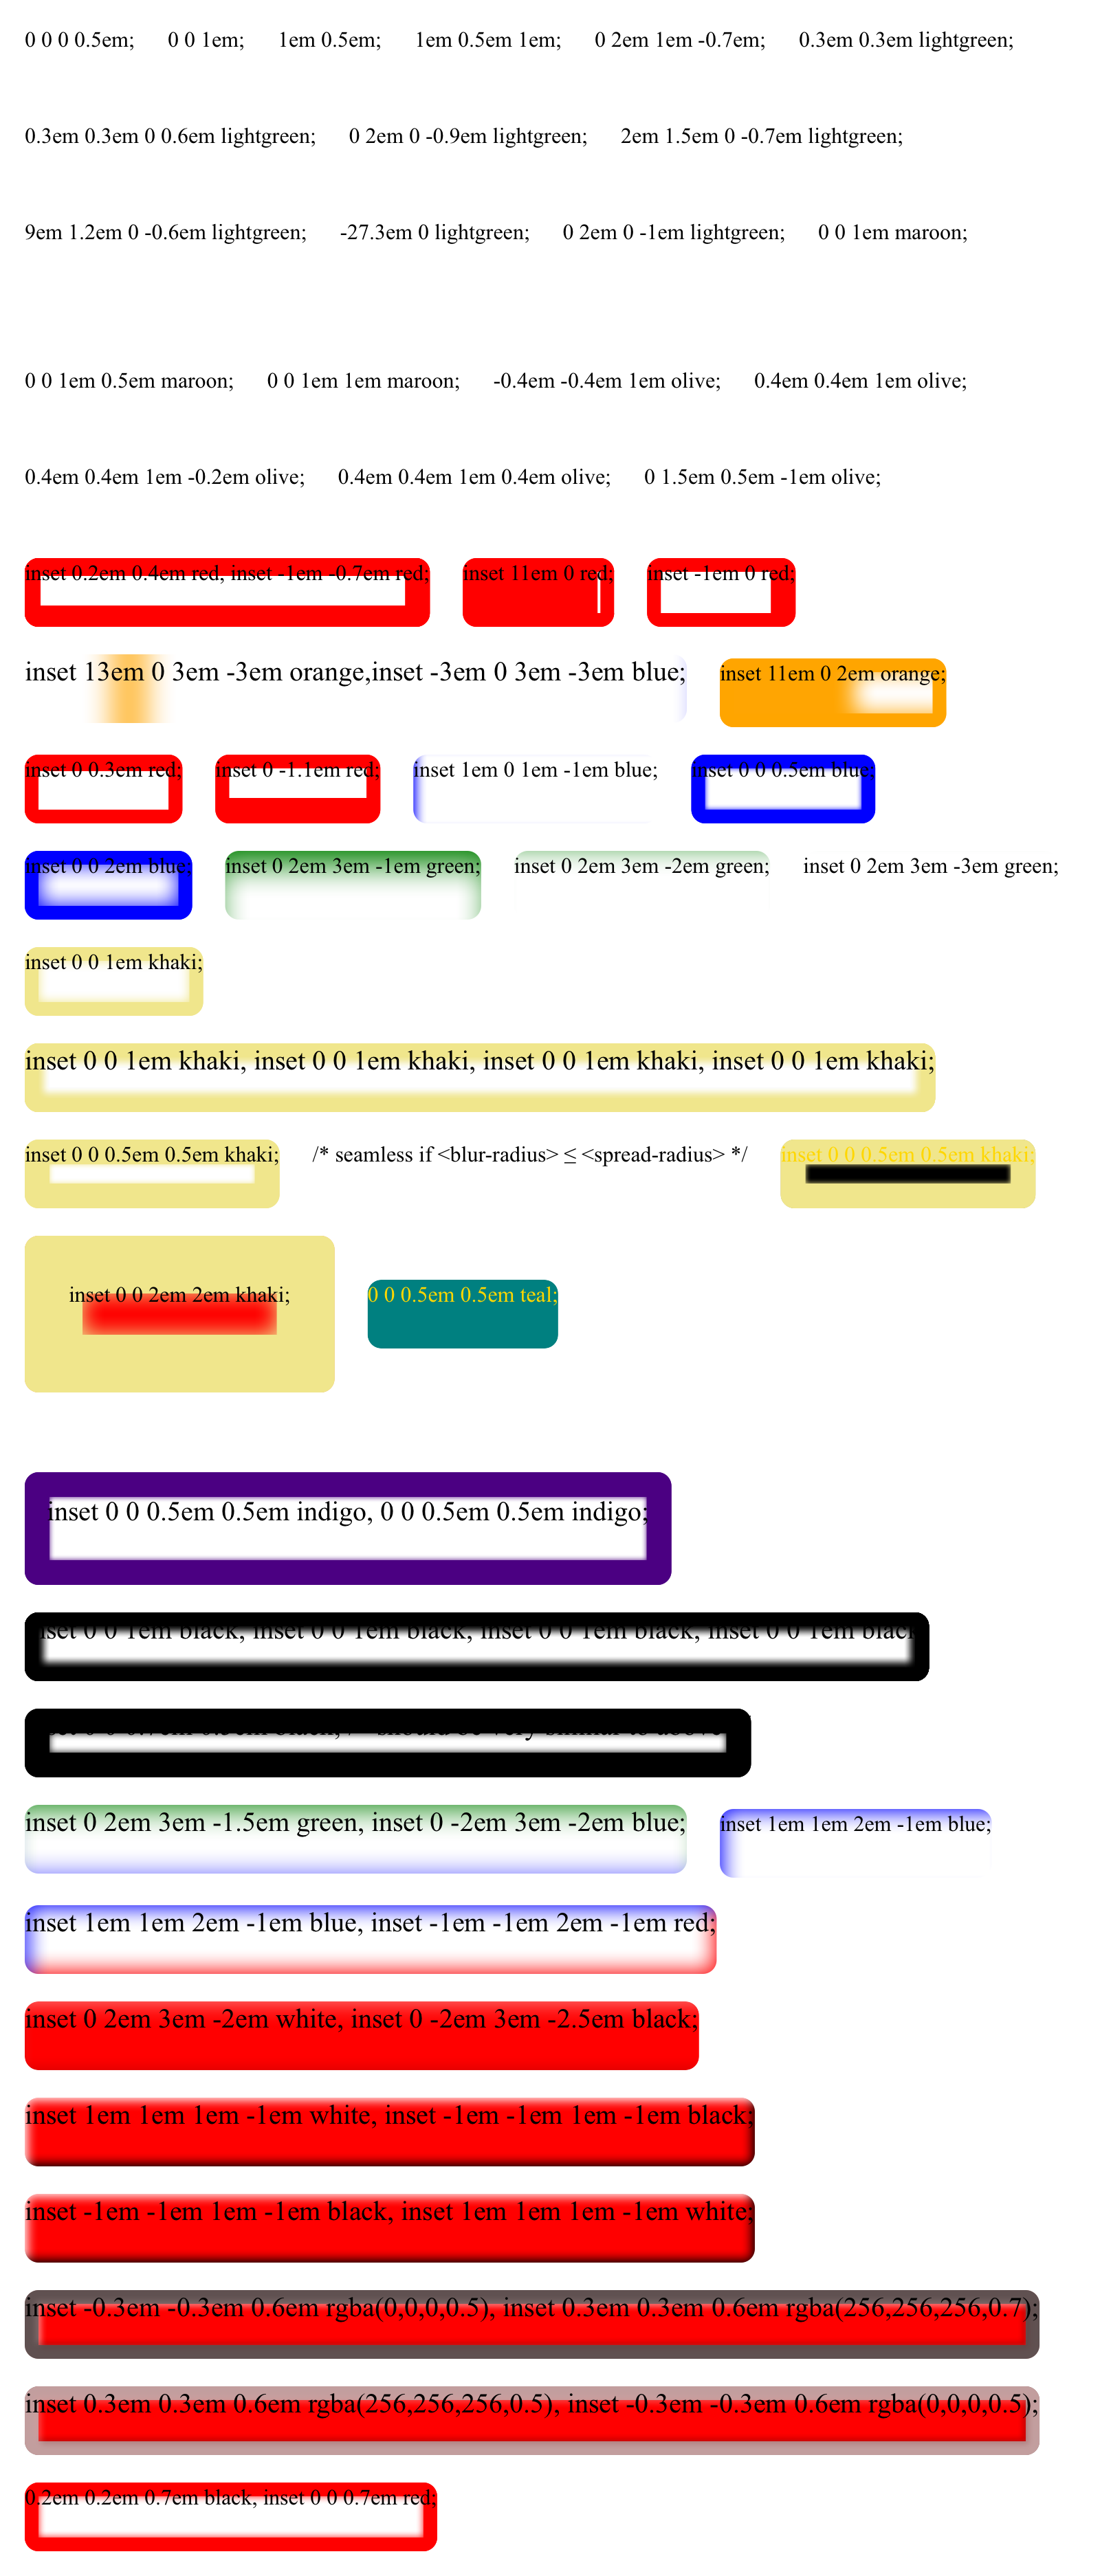 0 0 0 0.5em; 0 0 1em; 1em 0.5em; 1em 0.5em 1em; 0 2em 1em -0.7em; 0.3em 0.3em lightgreen;
0.3em 0.3em 0 0.6em lightgreen; 0 2em 0 -0.9em lightgreen; 2em 1.5em 0 -0.7em lightgreen;
9em 1.2em 0 -0.6em lightgreen; -27.3em 0 lightgreen; 0 2em 0 -1em lightgreen; 0 0 1em maroon;
0 0 1em 0.5em maroon; 0 0 1em 1em maroon; -0.4em -0.4em 1em olive; 0.4em 0.4em 1em olive;
0.4em 0.4em 1em -0.2em olive; 0.4em 0.4em 1em 0.4em olive; 0 1.5em 0.5em -1em olive;
inset 0.2em 0.4em red, inset -1em -0.7em red; inset 11em 0 red; inset -1em 0 red;
inset 13em 0 3em -3em orange,inset -3em 0 3em -3em blue; inset 11em 0 2em orange;
inset 0 0 0.3em red; inset 0 -1.1em red; inset 1em 0 1em -1em blue; inset 0 0 0.5em blue;
inset 0 0 2em blue; inset 0 2em 3em -1em green; inset 0 2em 3em -2em green; inset 0 2em 3em -3em green;
inset 0 0 1em khaki;
inset 0 0 1em khaki, inset 0 0 1em khaki, inset 0 0 1em khaki, inset 0 0 1em khaki;
inset 0 0 0.5em 0.5em khaki; /* seamless if <blur-radius> ≤ <spread-radius> */ inset 0 0 0.5em 0.5em khaki;
inset 0 0 2em 2em khaki; 0 0 0.5em 0.5em teal;
inset 0 0 0.5em 0.5em indigo, 0 0 0.5em 0.5em indigo;
inset 0 0 1em black, inset 0 0 1em black, inset 0 0 1em black, inset 0 0 1em black
should be very similar to above
inset 0 2em 3em -1.5em green, inset 0 -2em 3em -2em blue; inset 1em 1em 2em -1em blue;
inset 1em 1em 2em -1em blue, inset -1em -1em 2em -1em red;
inset 0 2em 3em -2em white, inset 0 -2em 3em -2.5em black;
inset 1em 1em 1em -1em white, inset -1em -1em 1em -1em black;
inset -1em -1em 1em -1em black, inset 1em 1em 1em -1em white;
inset -0.3em -0.3em 0.6em rgba(0,0,0,0.5), inset 0.3em 0.3em 0.6em rgba(256,256,256,0.7);
inset 0.3em 0.3em 0.6em rgba(256,256,256,0.5), inset -0.3em -0.3em 0.6em rgba(0,0,0,0.5);
0.2em 0.2em 0.7em black, inset 0 0 0.7em red;